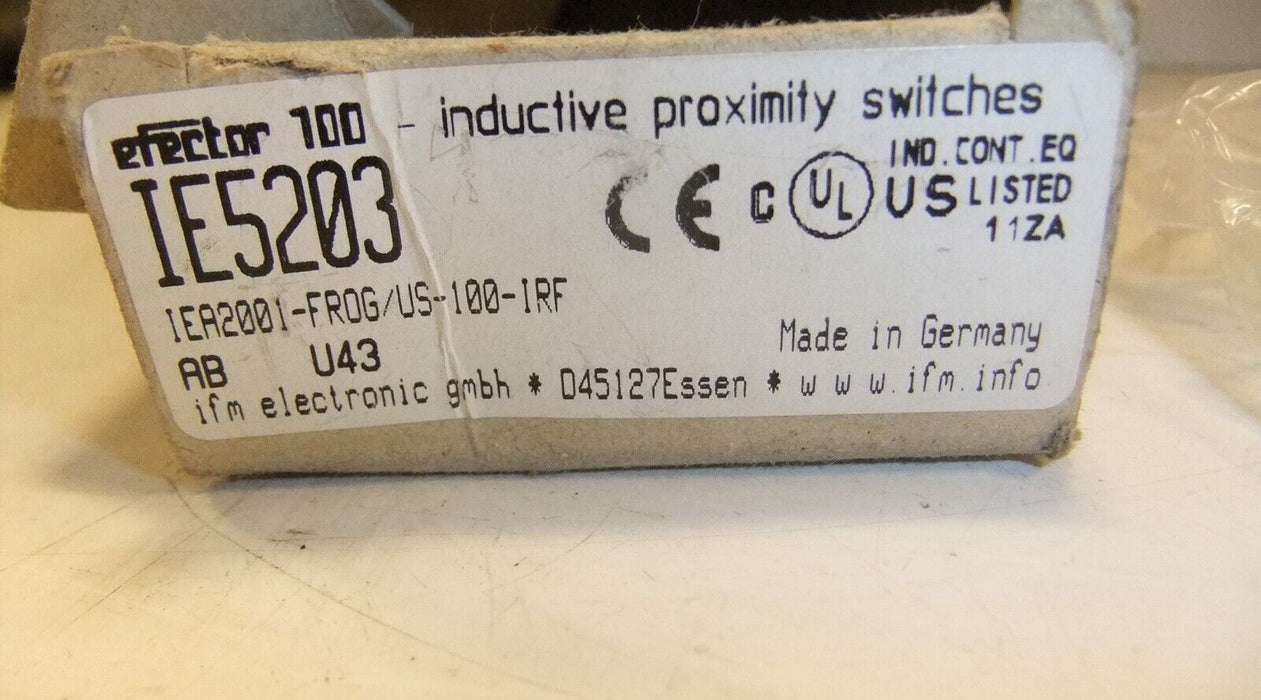 efector 100 - inductive proximity switches
IE5203
CE C UL US IND.CONT.EQ
LISTED
11ZA
IEA2001-FROG/US-100-IRF
AB U43
Made in Germany
ifm electronic gmbh * D45127Essen * w w w.ifm.info